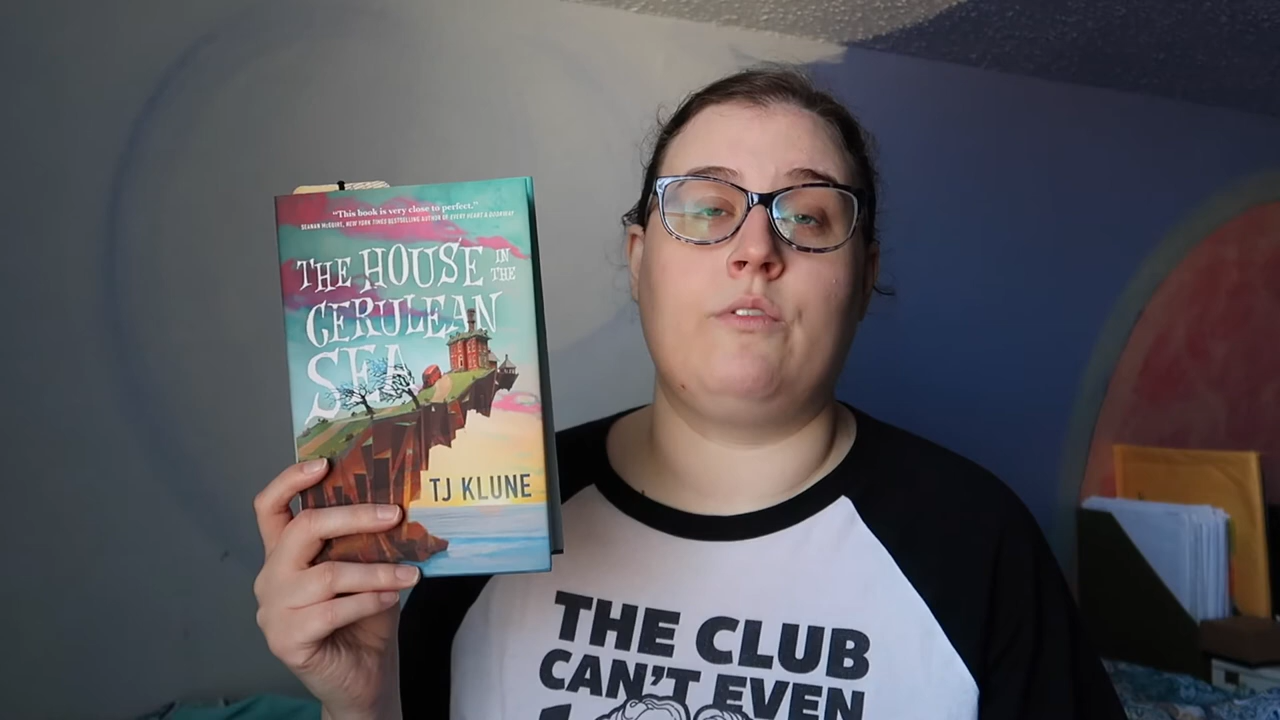 "This book is very close to perfect."
SEANAN McGUIRE, NEW YORK TIMES BESTSELLING AUTHOR OF EVERY HEART A DOORWAY
THE HOUSE IN THE
CERULEAN
SEA
TJ KLUNE
THE CLUB
CAN'T EVEN